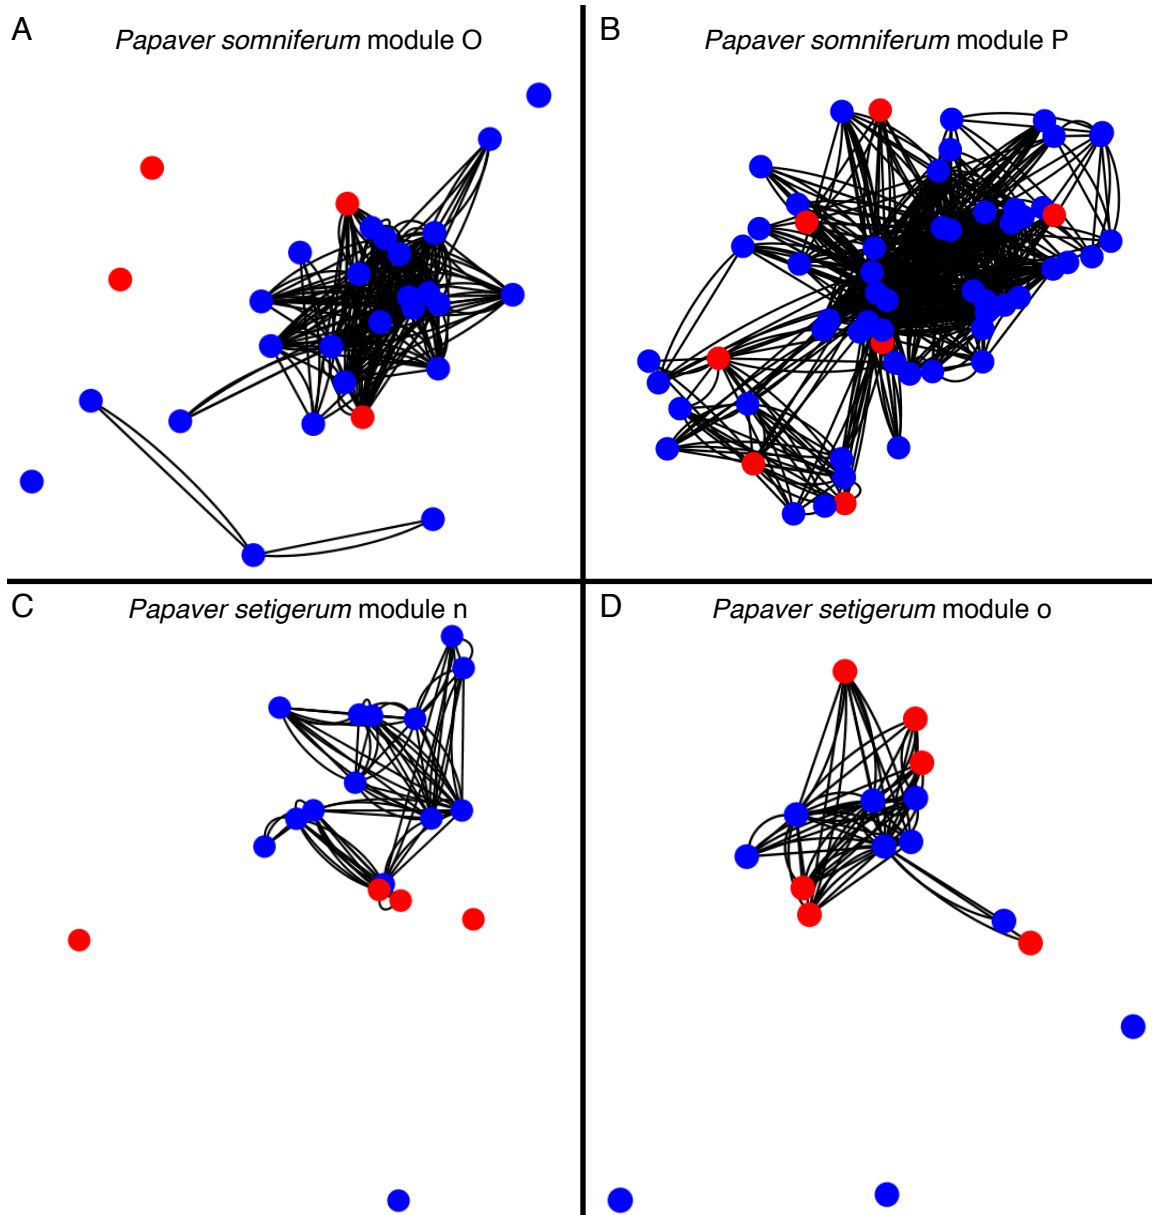 A
Papaver somniferum module O
B
Papaver somniferum module P
C
Papaver setigerum module n
D
Papaver setigerum module o